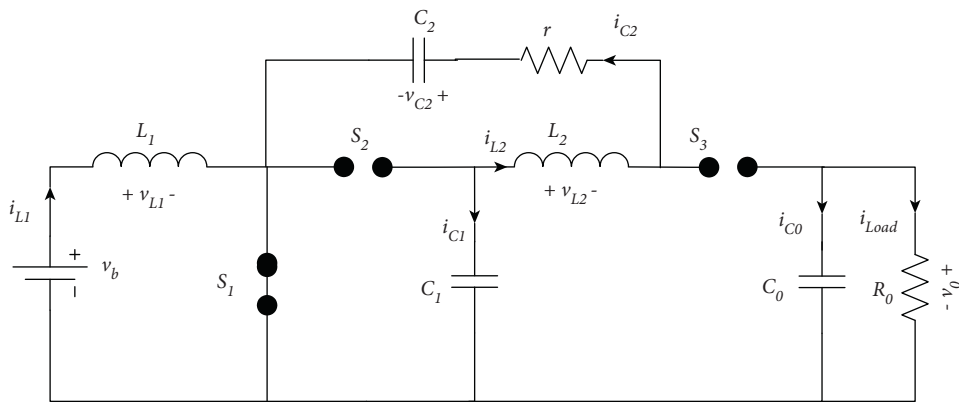 C2
r
iC2
-vC2 +
L1
S2
iL2
L2
S3
+ vL1 -
+ vL2 -
iL1
iC1
iC0
iLoad
+
vb
-
S1
C1
C0
R0
- v0 +